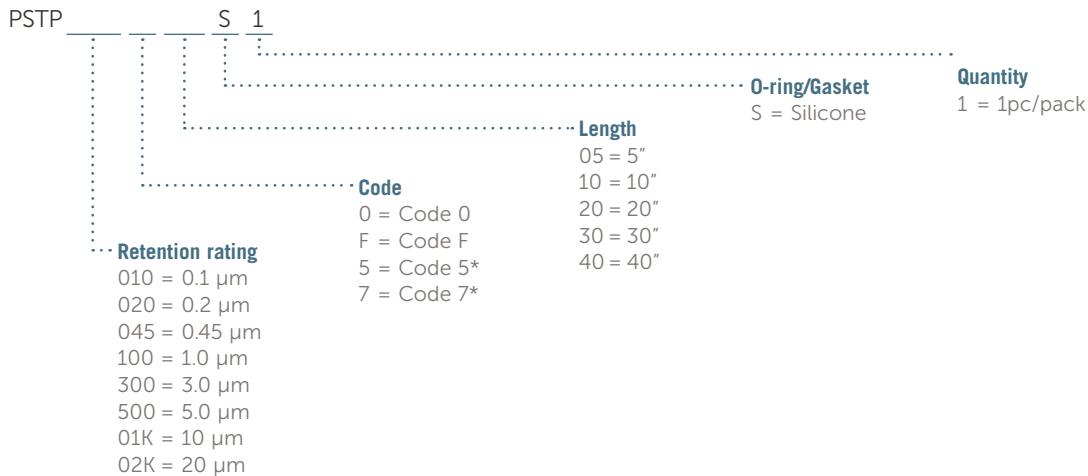 PSTP ___ __ ___ S 1
Quantity
1 = 1pc/pack
O-ring/Gasket
S = Silicone
Length
05 = 5″
10 = 10″
20 = 20″
30 = 30″
40 = 40″
Code
0 = Code 0
F = Code F
5 = Code 5*
7 = Code 7*
Retention rating
010 = 0.1 µm
020 = 0.2 µm
045 = 0.45 µm
100 = 1.0 µm
300 = 3.0 µm
500 = 5.0 µm
01K = 10 µm
02K = 20 µm